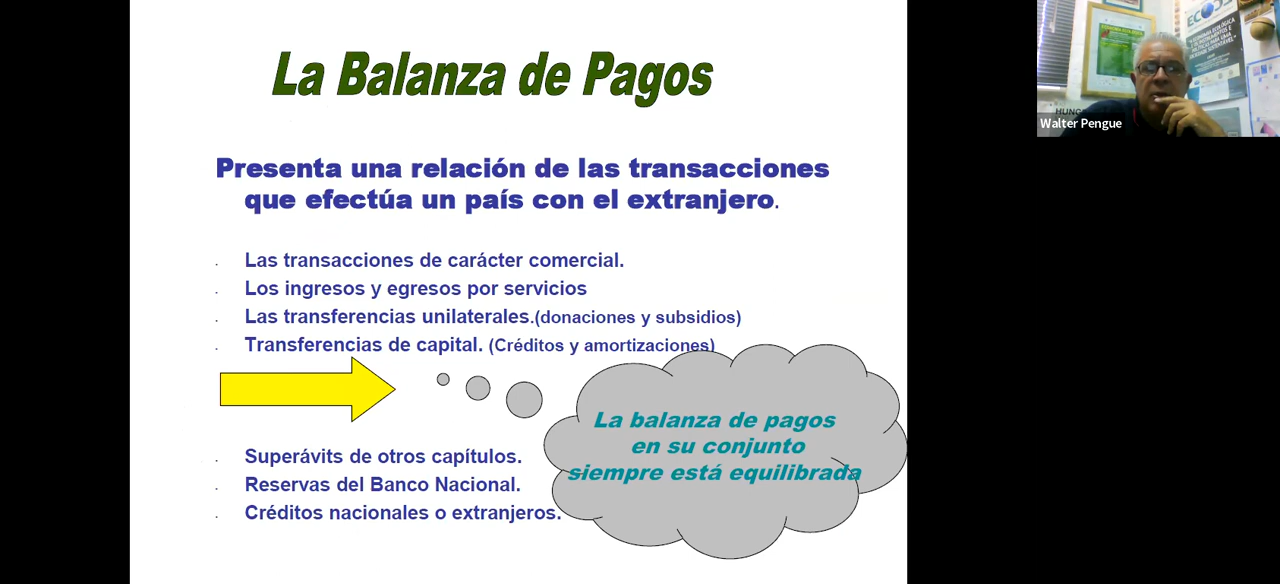 La Balanza de Pagos
Presenta una relación de las transacciones
que efectúa un país con el extranjero.
Las transacciones de carácter comercial.
Los ingresos y egresos por servicios
Las transferencias unilaterales.(donaciones y subsidios)
Transferencias de capital. (Créditos y amortizaciones)
La balanza de pagos
en su conjunto
siempre está equilibrada
Superávits de otros capítulos.
Reservas del Banco Nacional.
Créditos nacionales o extranjeros.
Walter Pengue